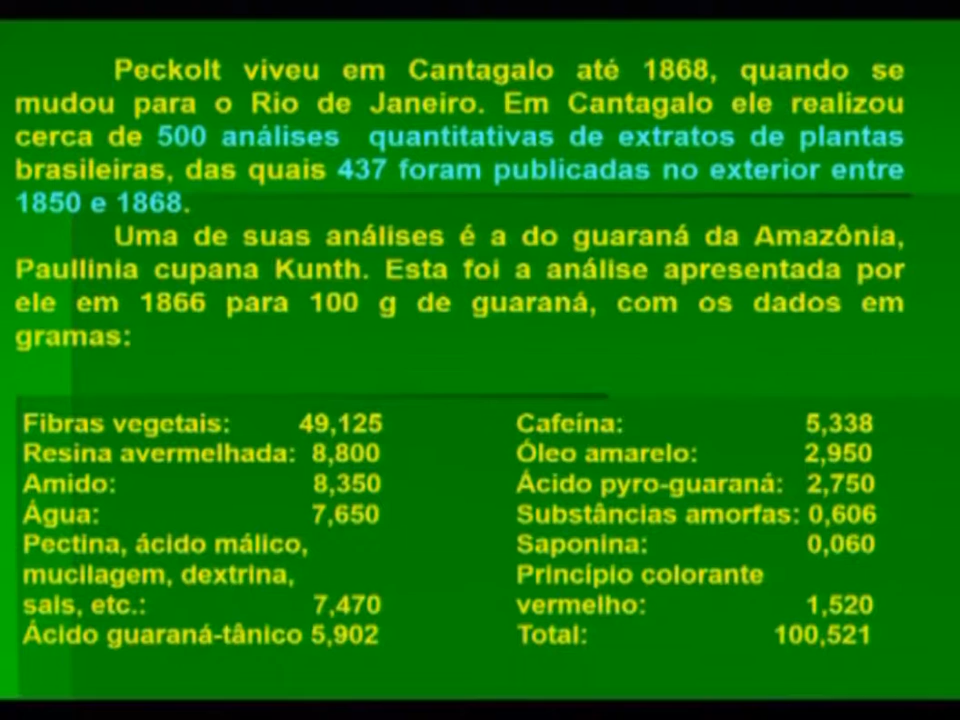 Peckolt viveu em Cantagalo até 1868, quando se
mudou para o Rio de Janeiro. Em Cantagalo ele realizou
cerca de 500 análises quantitativas de extratos de plantas
brasileiras, das quais 437 foram publicadas no exterior entre
1850 e 1868.
Uma de suas análises é a do guaraná da Amazônia,
Paullinia cupana Kunth. Esta foi a análise apresentada por
ele em 1866 para 100 g de guaraná, com os dados em
gramas:
Fibras vegetais: 49,125
Resina avermelhada: 8,800
Amido: 8,350
Água: 7,650
Pectina, ácido málico,
mucilagem, dextrina,
sais, etc.: 7,470
Ácido guaraná-tânico 5,902
Cafeína: 5,338
Óleo amarelo: 2,950
Ácido pyro-guaraná: 2,750
Substâncias amorfas: 0,606
Saponina: 0,060
Princípio colorante
vermelho: 1,520
Total: 100,521